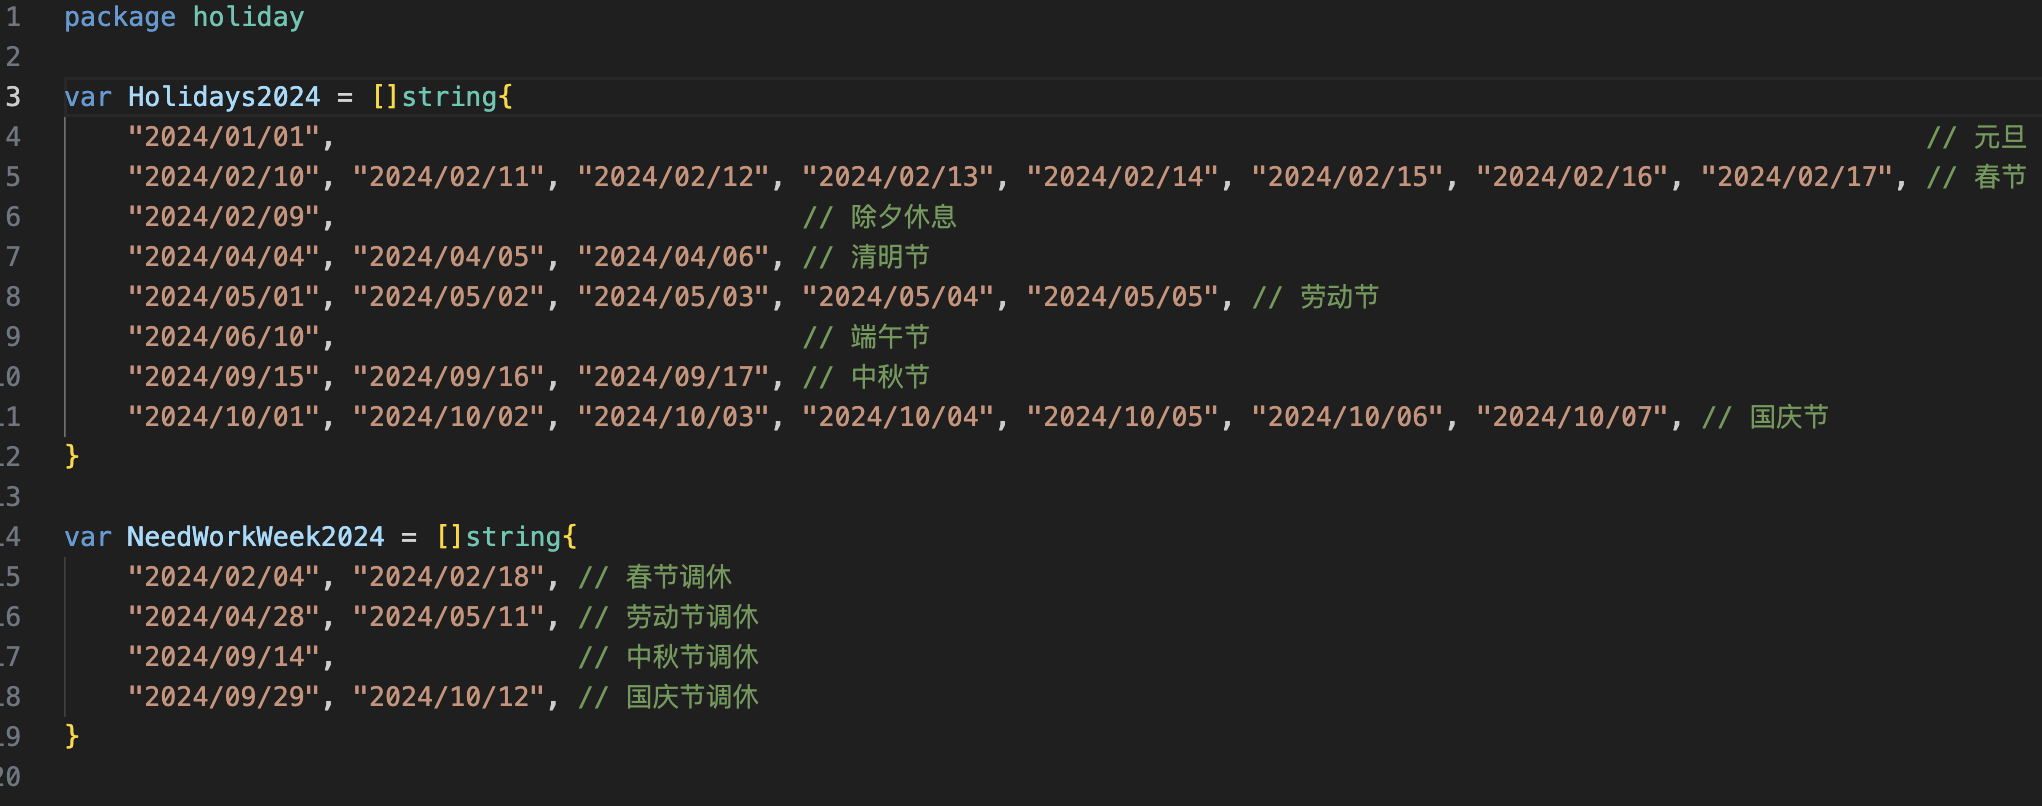 1 package holiday
2
3 var Holidays2024 = []string{
4 "2024/01/01", // 元旦
5 "2024/02/10", "2024/02/11", "2024/02/12", "2024/02/13", "2024/02/14", "2024/02/15", "2024/02/16", "2024/02/17", // 春节
6 "2024/02/09", // 除夕休息
7 "2024/04/04", "2024/04/05", "2024/04/06", // 清明节
8 "2024/05/01", "2024/05/02", "2024/05/03", "2024/05/04", "2024/05/05", // 劳动节
9 "2024/06/10", // 端午节
10 "2024/09/15", "2024/09/16", "2024/09/17", // 中秋节
11 "2024/10/01", "2024/10/02", "2024/10/03", "2024/10/04", "2024/10/05", "2024/10/06", "2024/10/07", // 国庆节
12 }
13
14 var NeedWorkWeek2024 = []string{
15 "2024/02/04", "2024/02/18", // 春节调休
16 "2024/04/28", "2024/05/11", // 劳动节调休
17 "2024/09/14", // 中秋节调休
18 "2024/09/29", "2024/10/12", // 国庆节调休
19 }
20